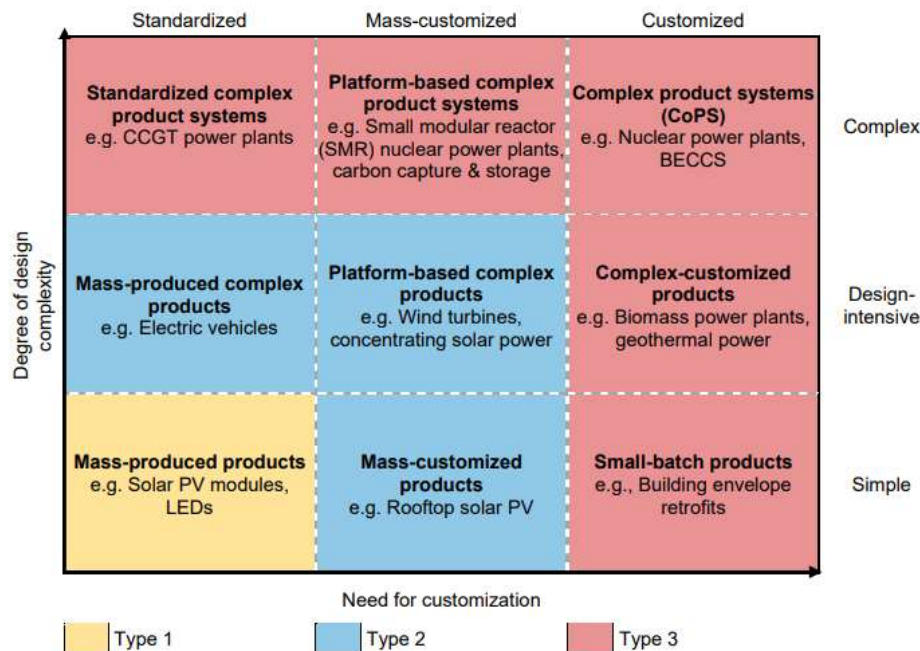 Standardized
Mass-customized
Customized
Standardized complex
product systems
e.g. CCGT power plants
Platform-based complex
product systems
e.g. Small modular reactor
(SMR) nuclear power plants,
carbon capture & storage
Complex product systems
(CoPS)
e.g. Nuclear power plants,
BECCS
Complex
Degree of design
complexity
Mass-produced complex
products
e.g. Electric vehicles
Platform-based complex
products
e.g. Wind turbines,
concentrating solar power
Complex-customized
products
e.g. Biomass power plants,
geothermal power
Design-
intensive
Mass-produced products
e.g. Solar PV modules,
LEDs
Mass-customized
products
e.g. Rooftop solar PV
Small-batch products
e.g., Building envelope
retrofits
Simple
Need for customization
Type 1
Type 2
Type 3